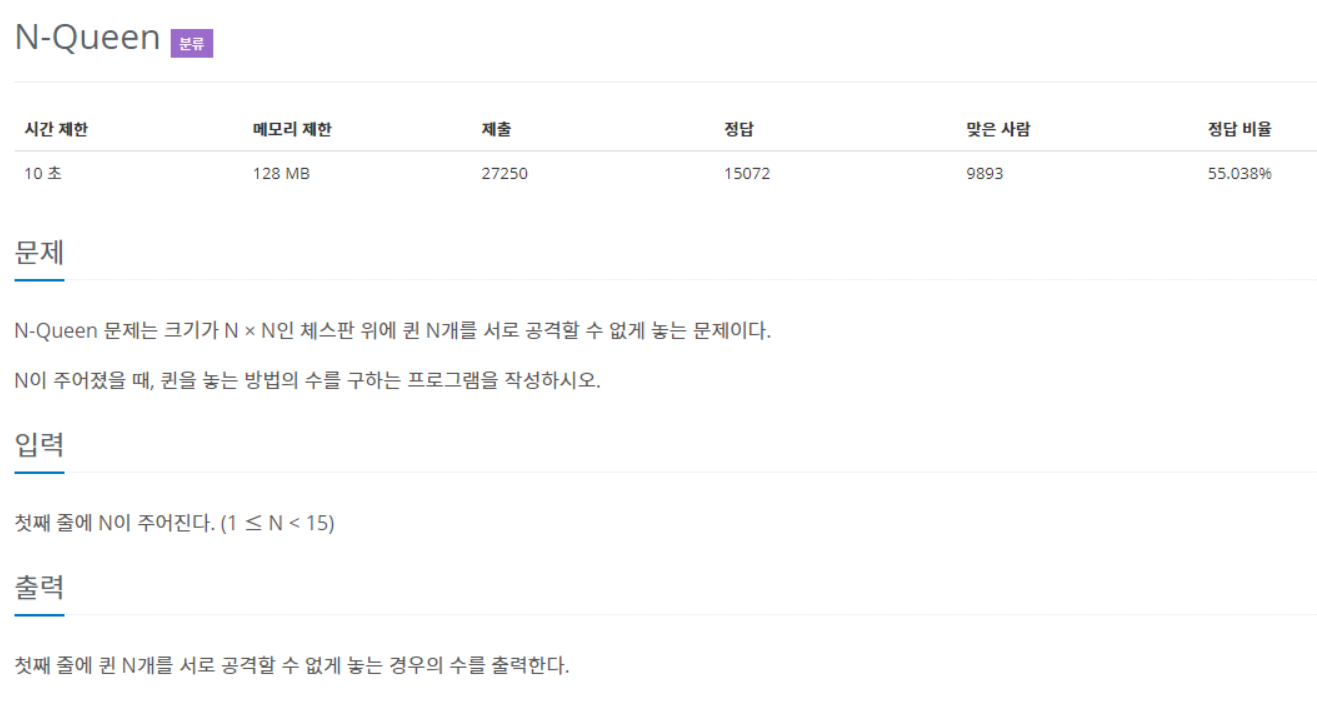 N-Queen 분류
시간 제한 메모리 제한 제출 정답 맞은 사람 정답 비율
10 초 128 MB 27250 15072 9893 55.038%
문제
N-Queen 문제는 크기가 N × N인 체스판 위에 퀸 N개를 서로 공격할 수 없게 놓는 문제이다.
N이 주어졌을 때, 퀸을 놓는 방법의 수를 구하는 프로그램을 작성하시오.
입력
첫째 줄에 N이 주어진다. (1 ≤ N < 15)
출력
첫째 줄에 퀸 N개를 서로 공격할 수 없게 놓는 경우의 수를 출력한다.